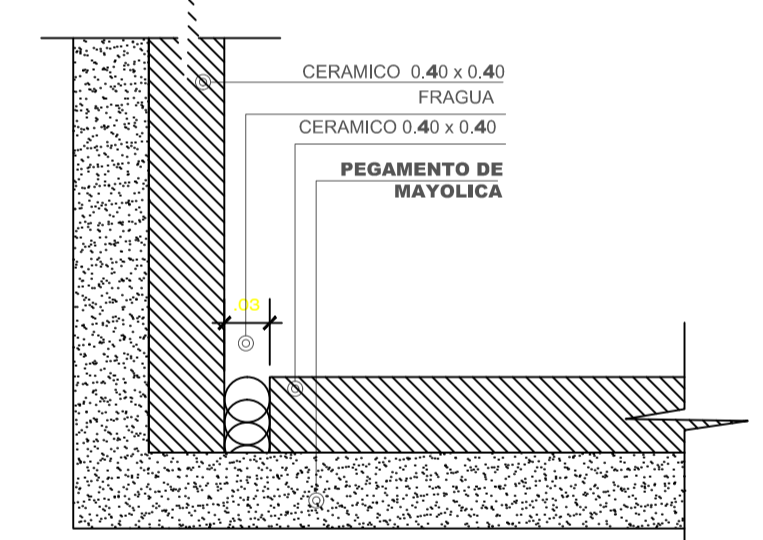 CERAMICO 0.40 x 0.40
FRAGUA
CERAMICO 0.40 x 0.40
PEGAMENTO DE
MAYOLICA
.03